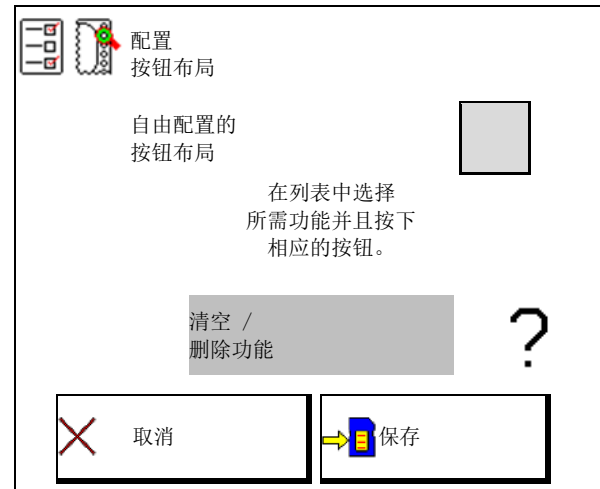 配置
按钮布局
自由配置的
按钮布局
在列表中选择
所需功能并且按下
相应的按钮。
清空 /
删除功能
?
取消
保存